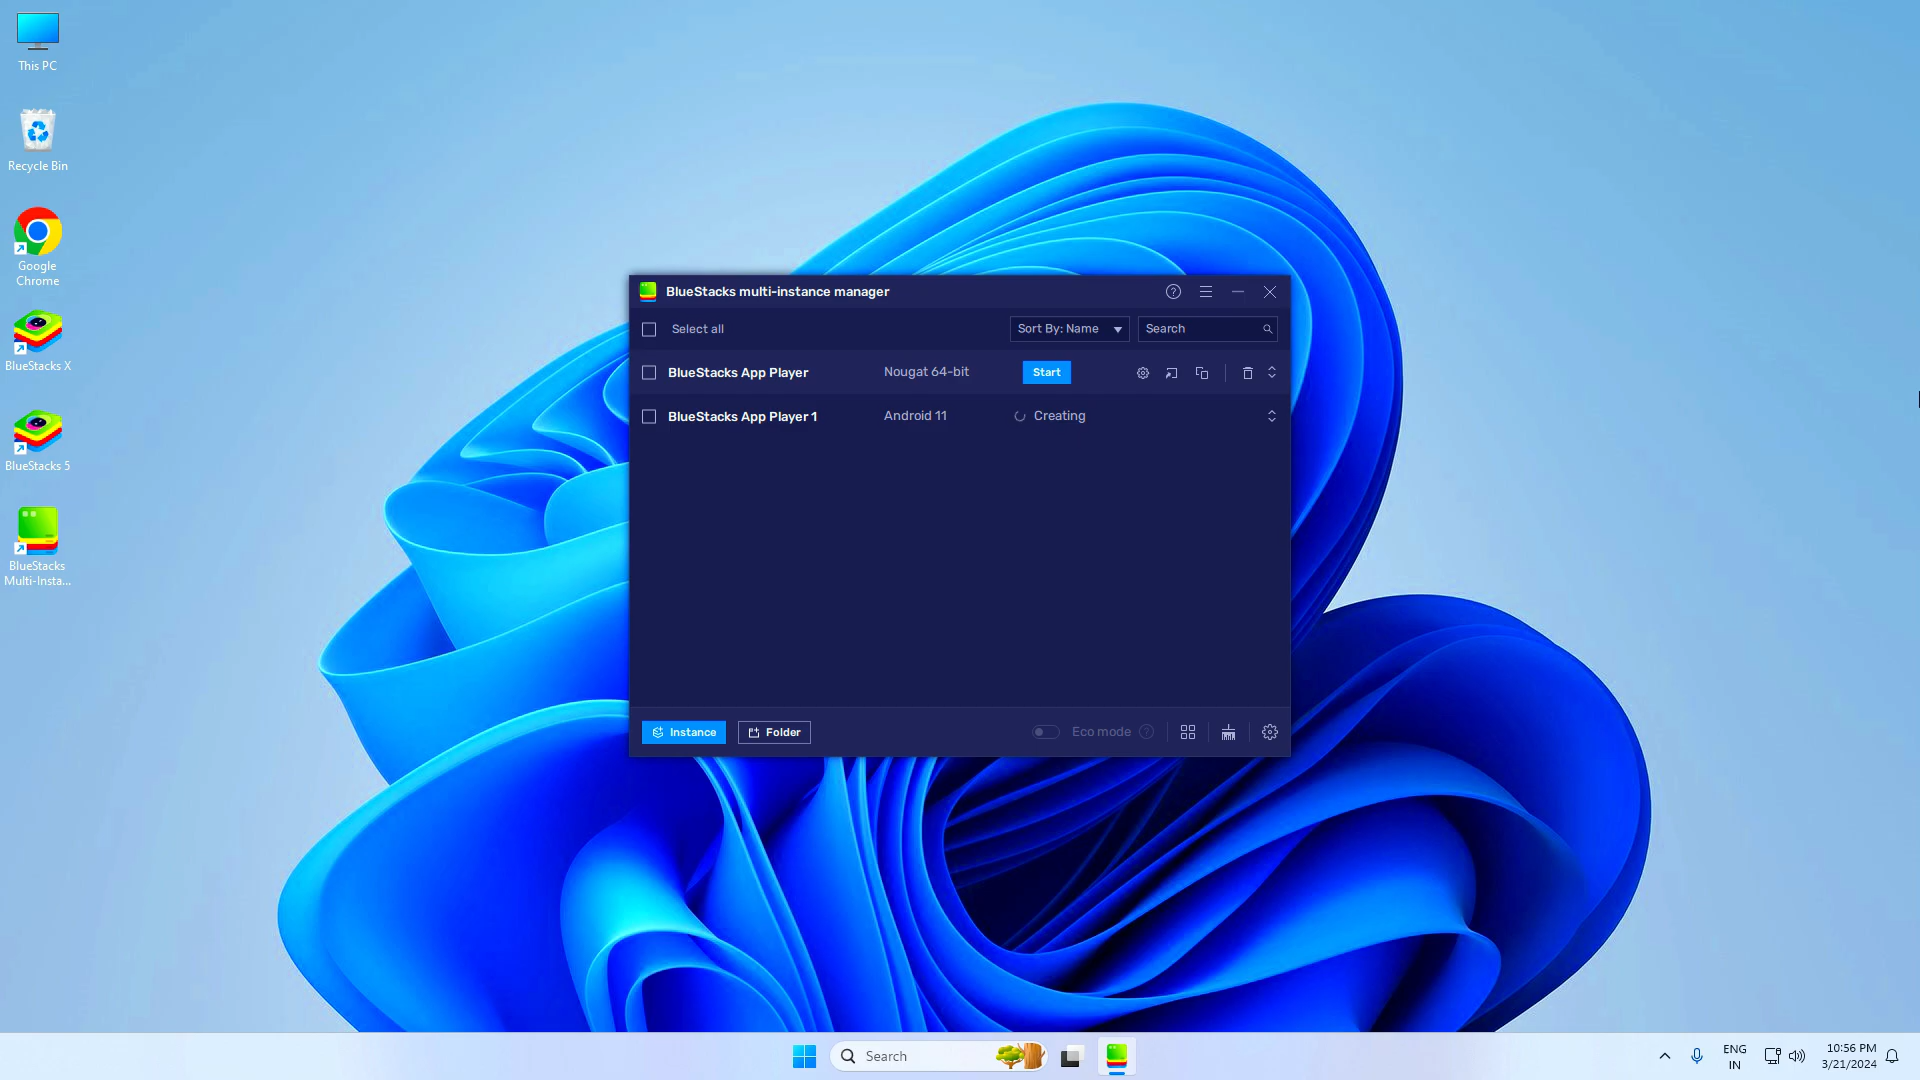 This PC
Recycle Bin
Google
Chrome
BlueStacks X
BlueStacks 5
BlueStacks
Multi-Insta...
BlueStacks multi-instance manager
Select all
Sort By: Name
Search
BlueStacks App Player
Nougat 64-bit
Start
BlueStacks App Player 1
Android 11
Creating
Instance
Folder
Eco mode
Search
ENG
IN
10:56 PM
3/21/2024